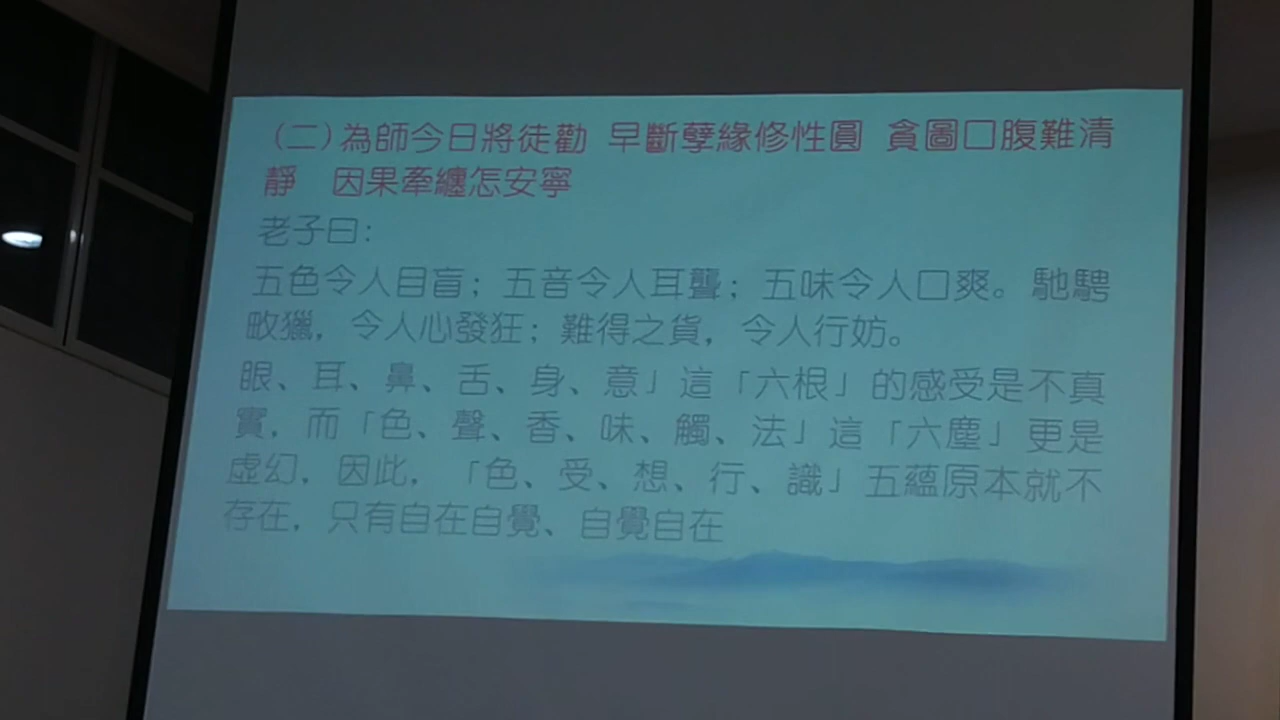 (二)為師今日將徒勸 早斷孽緣修性圓 貪圖口腹難清
靜 因果牽纏怎安寧
老子曰：
五色令人目盲；五音令人耳聾；五味令人口爽。馳騁
畋獵，令人心發狂；難得之貨，令人行妨。
眼、耳、鼻、舌、身、意」這「六根」的感受是不真
實，而「色、聲、香、味、觸、法」這「六塵」更是
虛幻，因此，「色、受、想、行、識」五蘊原本就不
存在，只有自在自覺、自覺自在